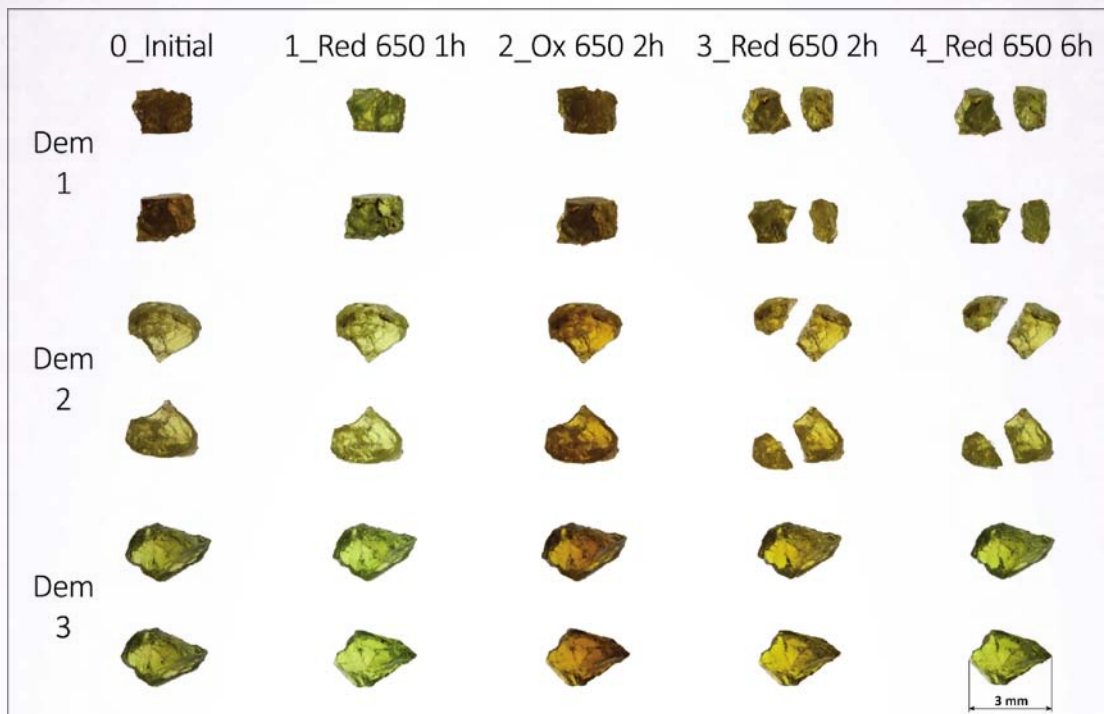 0_Initial 1_Red 650 1h 2_Ox 650 2h 3_Red 650 2h 4_Red 650 6h
Dem
1
Dem
2
Dem
3
3 mm